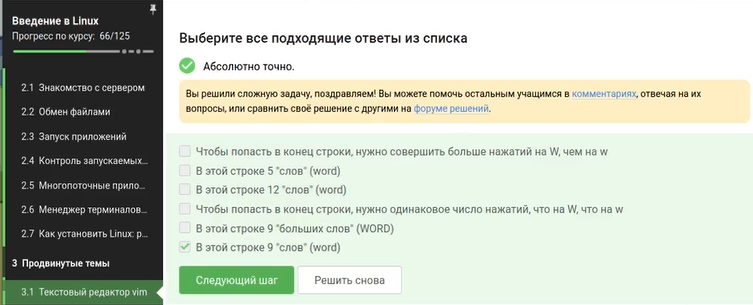 Введение в Linux
Прогресс по курсу: 66/125
2.1 Знакомство с сервером
2.2 Обмен файлами
2.3 Запуск приложений
2.4 Контроль запускаемых...
2.5 Многопоточные прило...
2.6 Менеджер терминалов...
2.7 Как установить Linux: р...
3 Продвинутые темы
3.1 Текстовый редактор vim
Выберите все подходящие ответы из списка
Абсолютно точно.
Вы решили сложную задачу, поздравляем! Вы можете помочь остальным учащимся в комментариях, отвечая на их
вопросы, или сравнить своё решение с другими на форуме решений.
Чтобы попасть в конец строки, нужно совершить больше нажатий на W, чем на w
В этой строке 5 "слов" (word)
В этой строке 12 "слов" (word)
Чтобы попасть в конец строки, нужно одинаковое число нажатий, что на W, что на w
В этой строке 9 "больших слов" (WORD)
В этой строке 9 "слов" (word)
Следующий шаг
Решить снова